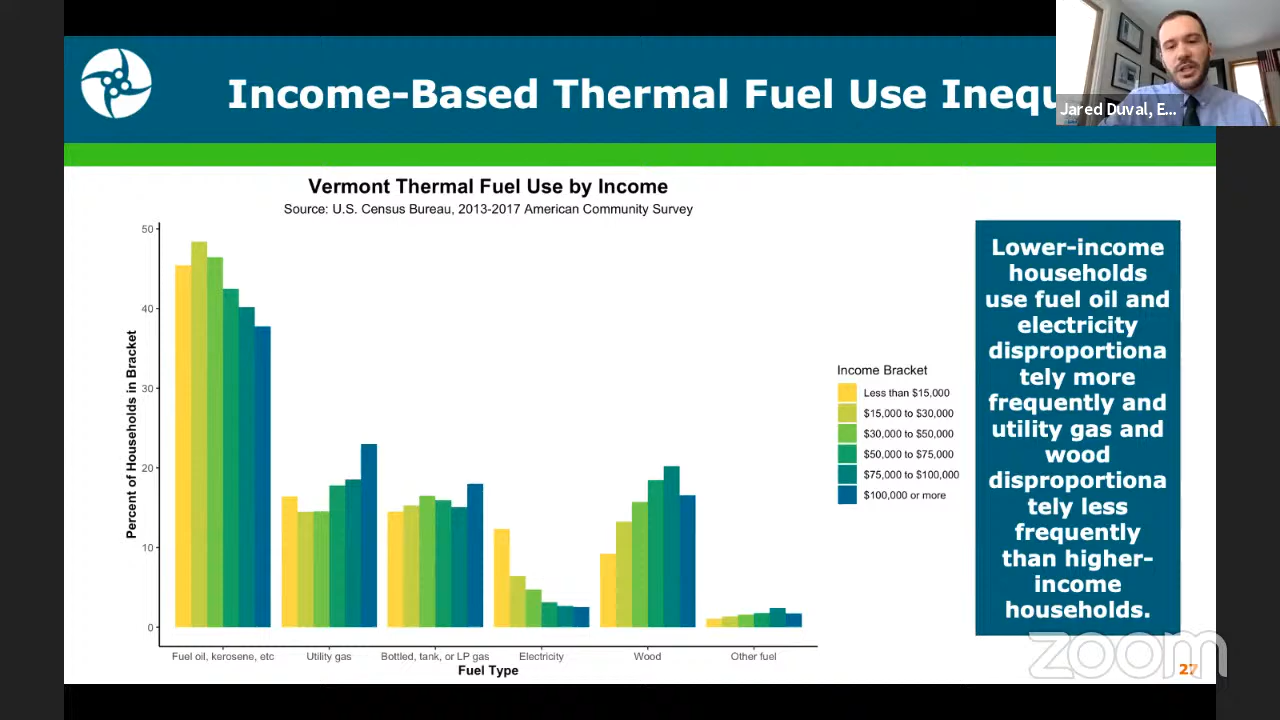 Income-Based Thermal Fuel Use Inequ
Jared Duval, E...
Vermont Thermal Fuel Use by Income
Source: U.S. Census Bureau, 2013-2017 American Community Survey
Percent of Households in Bracket
50
40
30
20
10
0
Fuel oil, kerosene, etc
Utility gas
Bottled, tank, or LP gas
Electricity
Wood
Other fuel
Fuel Type
Income Bracket
Less than $15,000
$15,000 to $30,000
$30,000 to $50,000
$50,000 to $75,000
$75,000 to $100,000
$100,000 or more
Lower-income
households
use fuel oil and
electricity
disproportiona
tely more
frequently and
utility gas and
wood
disproportiona
tely less
frequently
than higher-
income
households.
zoom
27